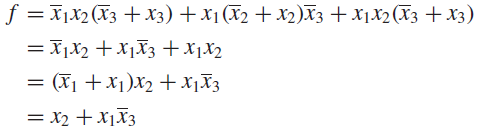 f = x̅₁x₂(x̅₃ + x₃) + x₁(x̅₂ + x₂)x̅₃ + x₁x₂(x̅₃ + x₃)
= x̅₁x₂ + x₁x̅₃ + x₁x₂
= (x̅₁ + x₁)x₂ + x₁x̅₃
= x₂ + x₁x̅₃